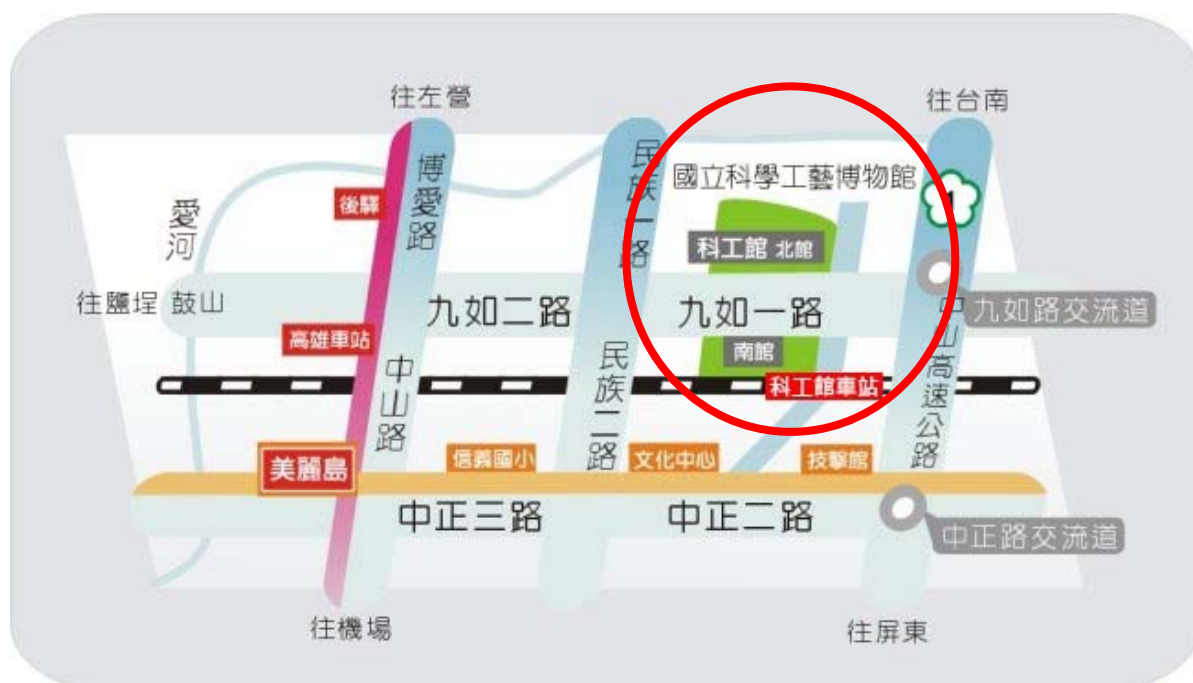 往左營
往台南
博愛路
民族一路
國立科學工藝博物館
1
愛河
後驛
科工館 北館
往鹽埕 鼓山
九如二路
九如一路
九如路交流道
高雄車站
南館
中山路
民族二路
科工館車站
中山高速公路
美麗島
信義國小
文化中心
技擊館
中正三路
中正二路
中正路交流道
往機場
往屏東